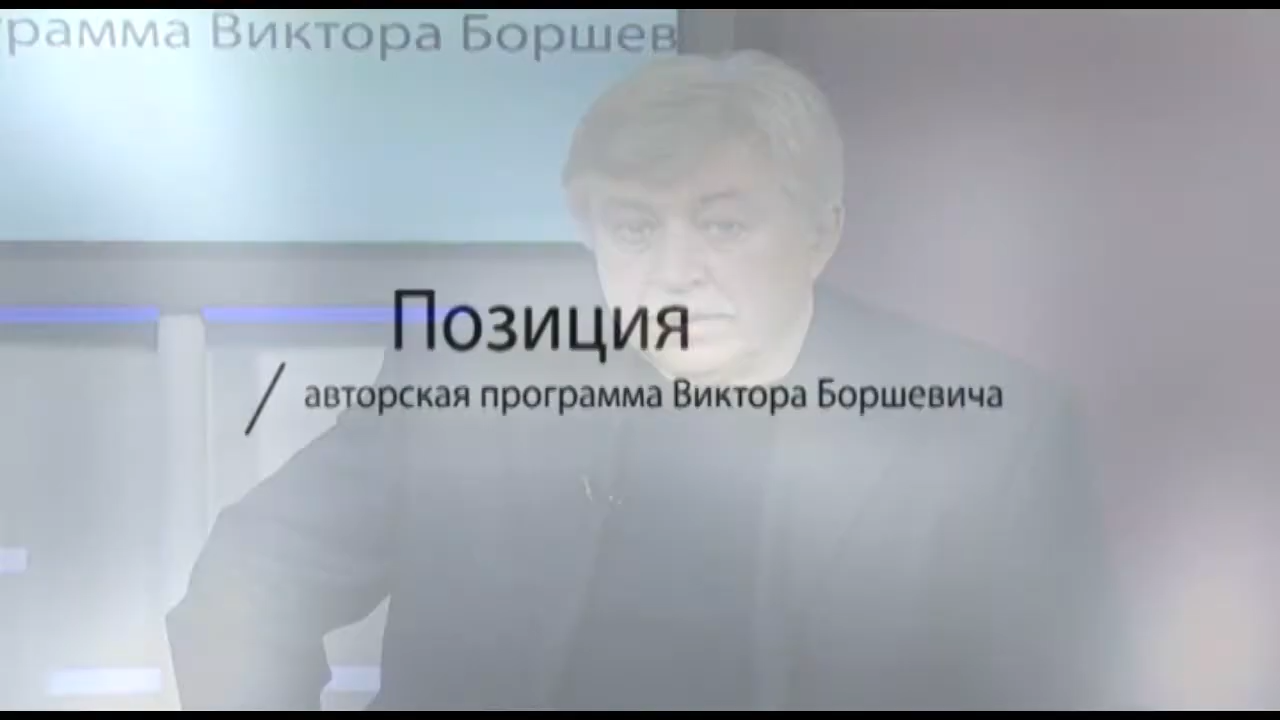 грамма Виктора Боршев
Позиция
авторская программа Виктора Боршевича